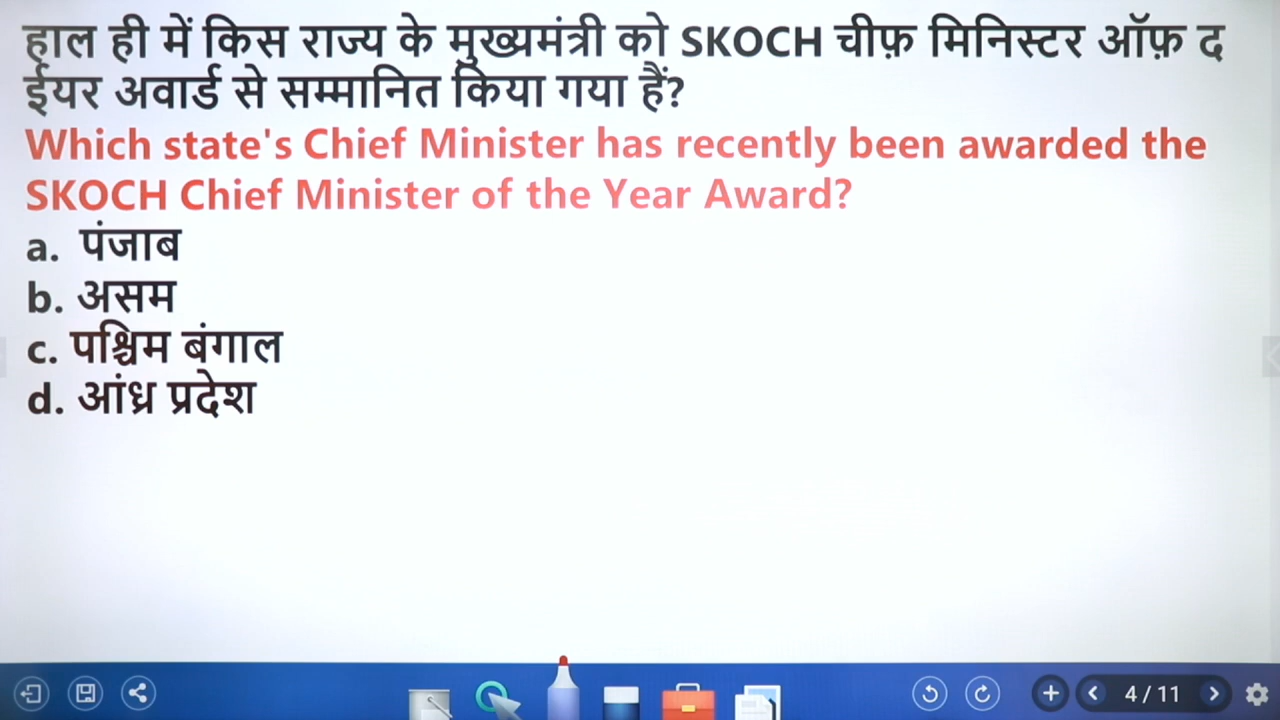 हाल ही में किस राज्य के मुख्यमंत्री को SKOCH चीफ़ मिनिस्टर ऑफ़ द
ईयर अवार्ड से सम्मानित किया गया हैं?
Which state's Chief Minister has recently been awarded the
SKOCH Chief Minister of the Year Award?
a. पंजाब
b. असम
c. पश्चिम बंगाल
d. आंध्र प्रदेश
4 / 11